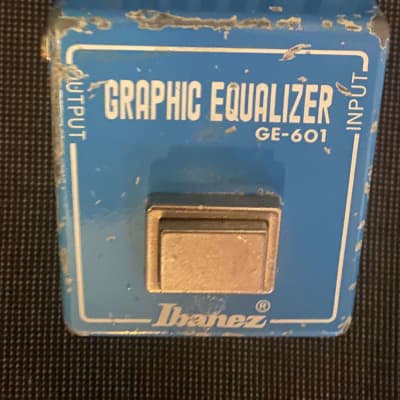 GRAPHIC EQUALIZER
GE-601
OUTPUT
INPUT
Ibanez®